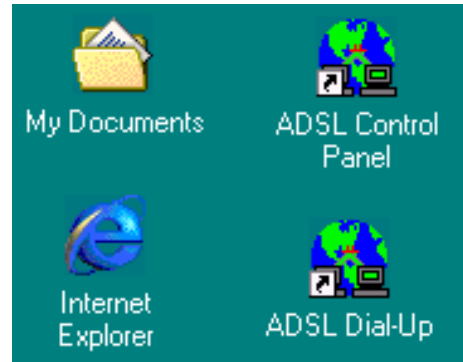 My Documents
ADSL Control
Panel
Internet
Explorer
ADSL Dial-Up